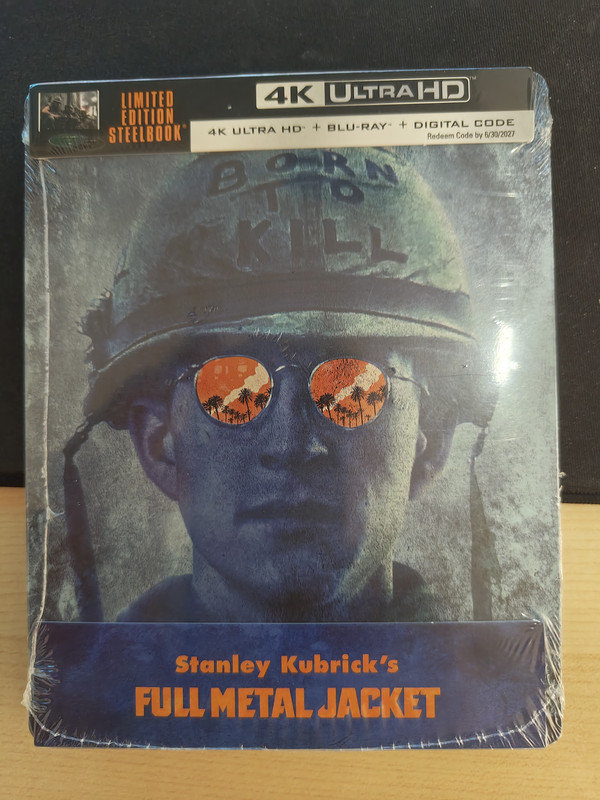 LIMITED
EDITION
STEELBOOK
4K ULTRA HD™
4K ULTRA HD + BLU-RAY + DIGITAL CODE
Redeem Code by 6/30/2027
BORN
TO
KILL
Stanley Kubrick's
FULL METAL JACKET